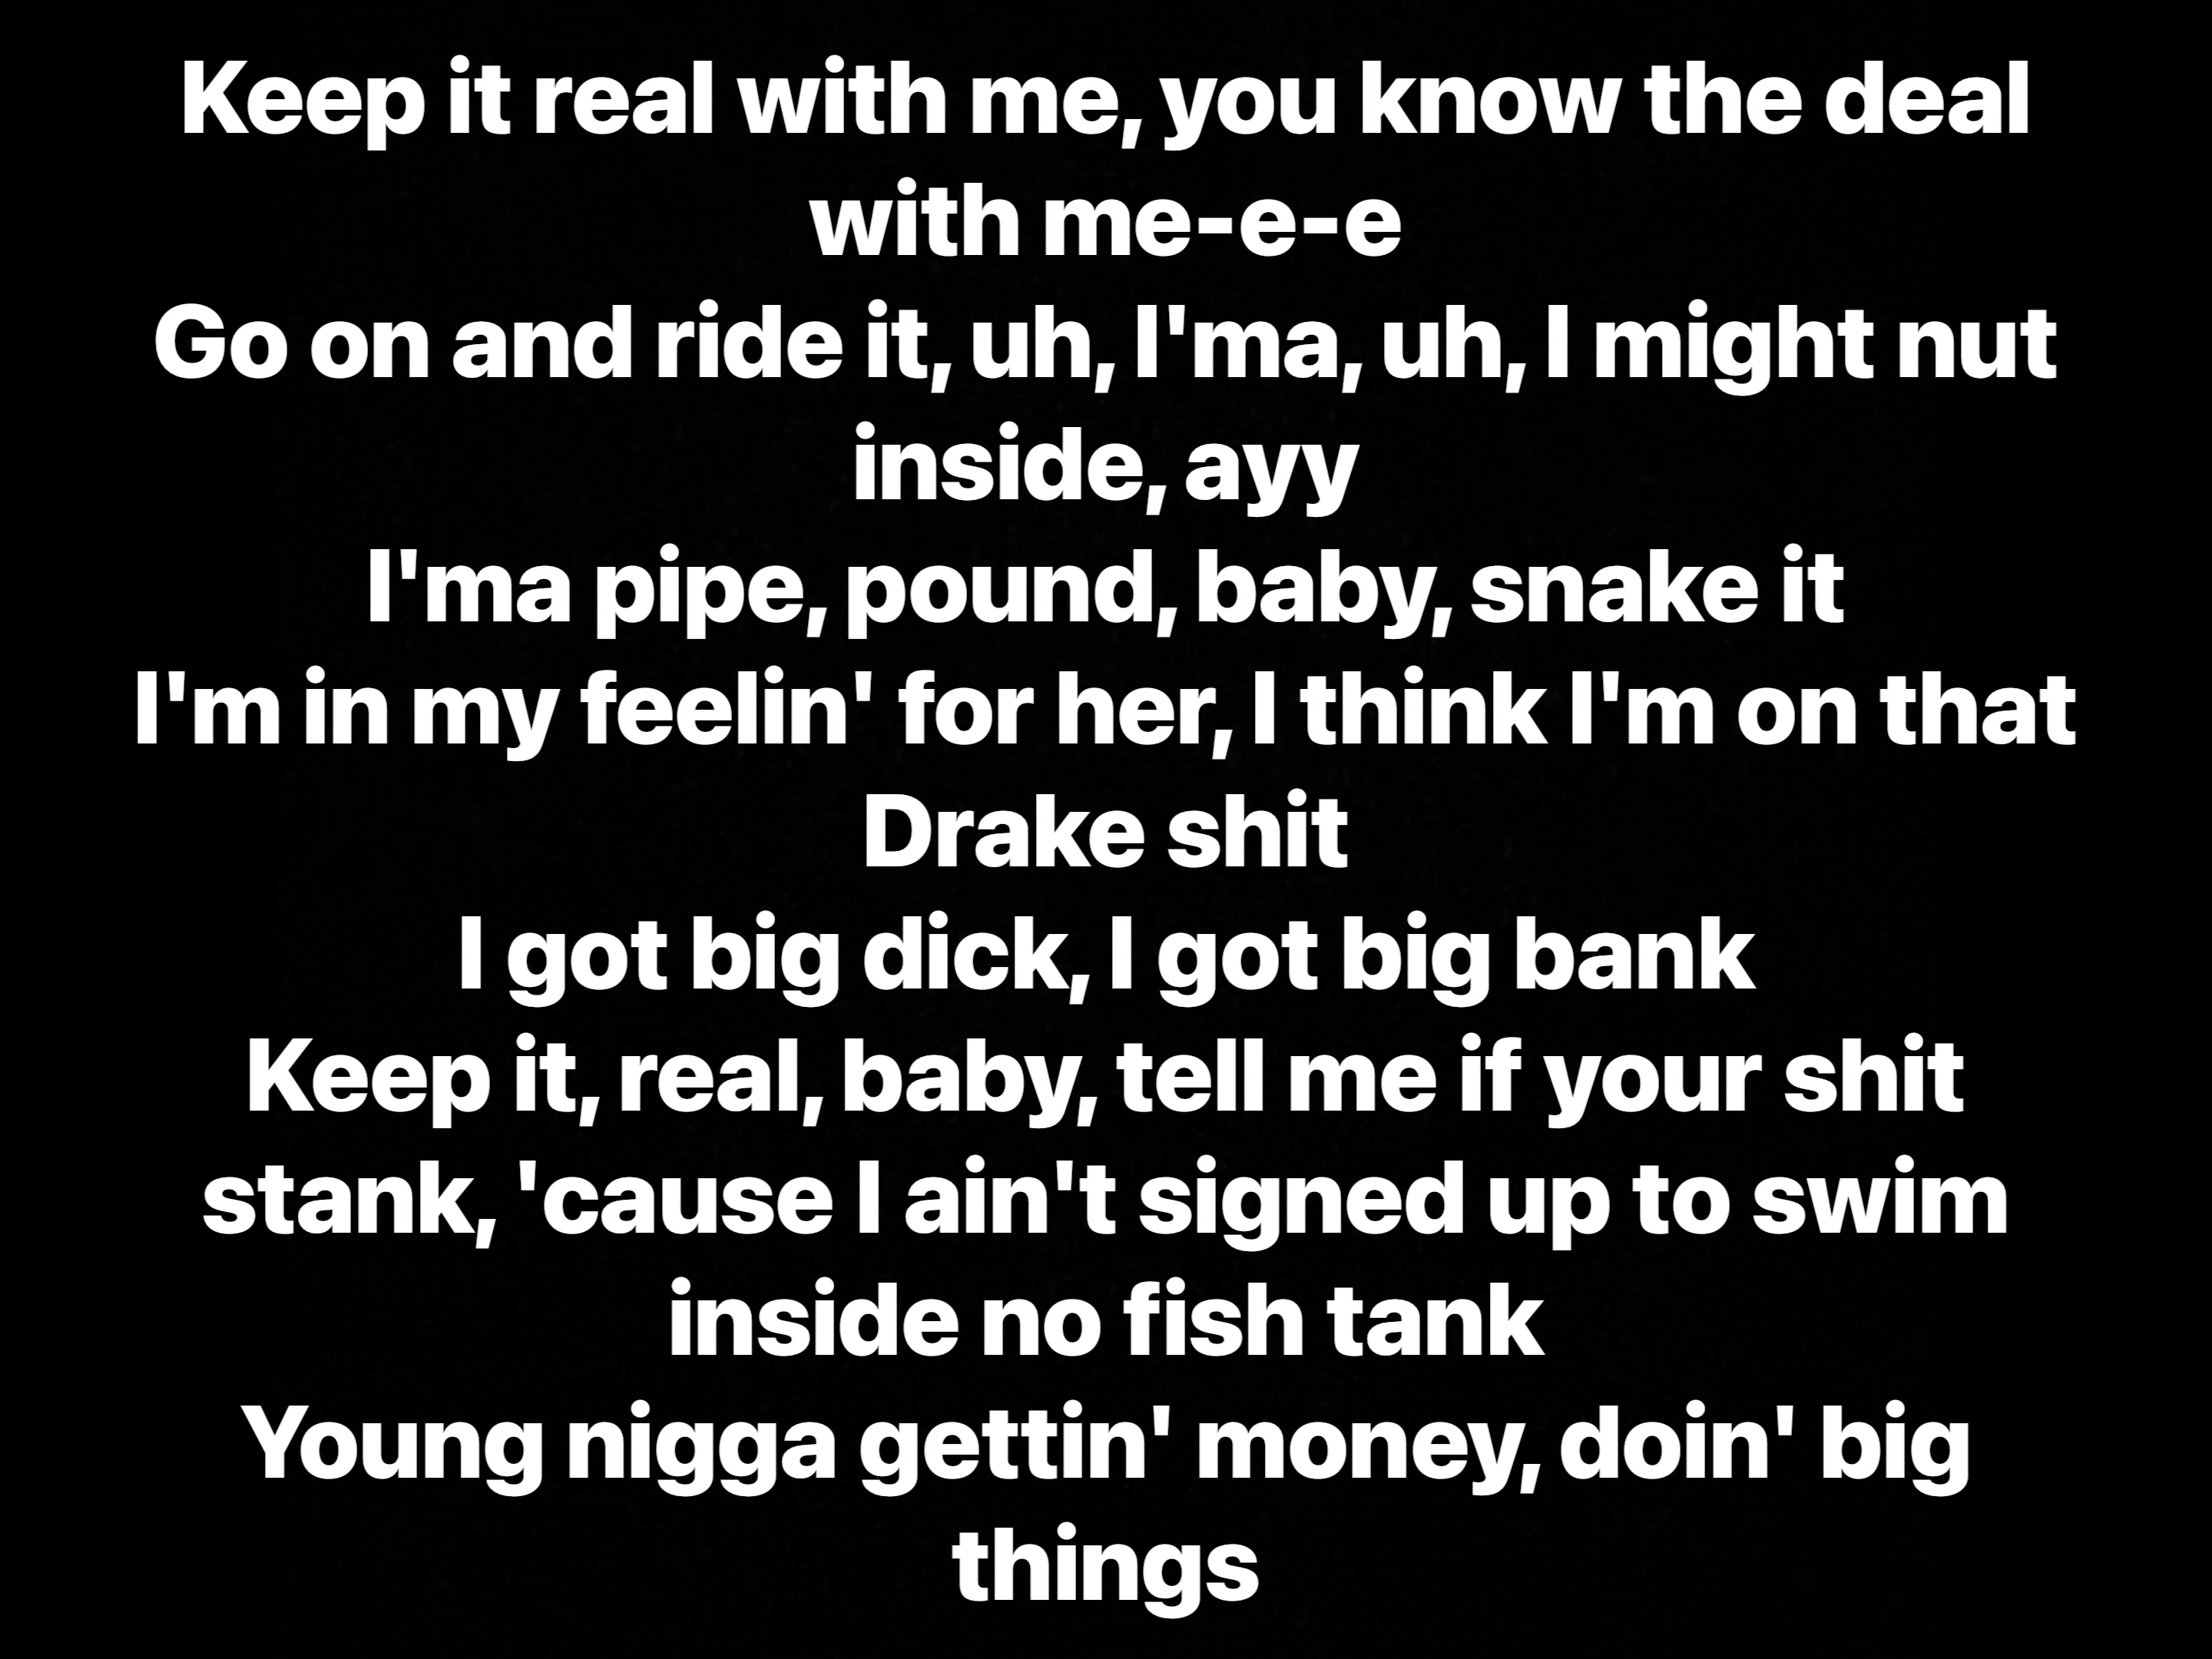 Keep it real with me, you know the deal
with me-e-e
Go on and ride it, uh, I'ma, uh, I might nut
inside, ayy
I'ma pipe, pound, baby, snake it
I'm in my feelin' for her, I think I'm on that
Drake shit
I got big dick, I got big bank
Keep it, real, baby, tell me if your shit
stank, 'cause I ain't signed up to swim
inside no fish tank
Young nigga gettin' money, doin' big
things